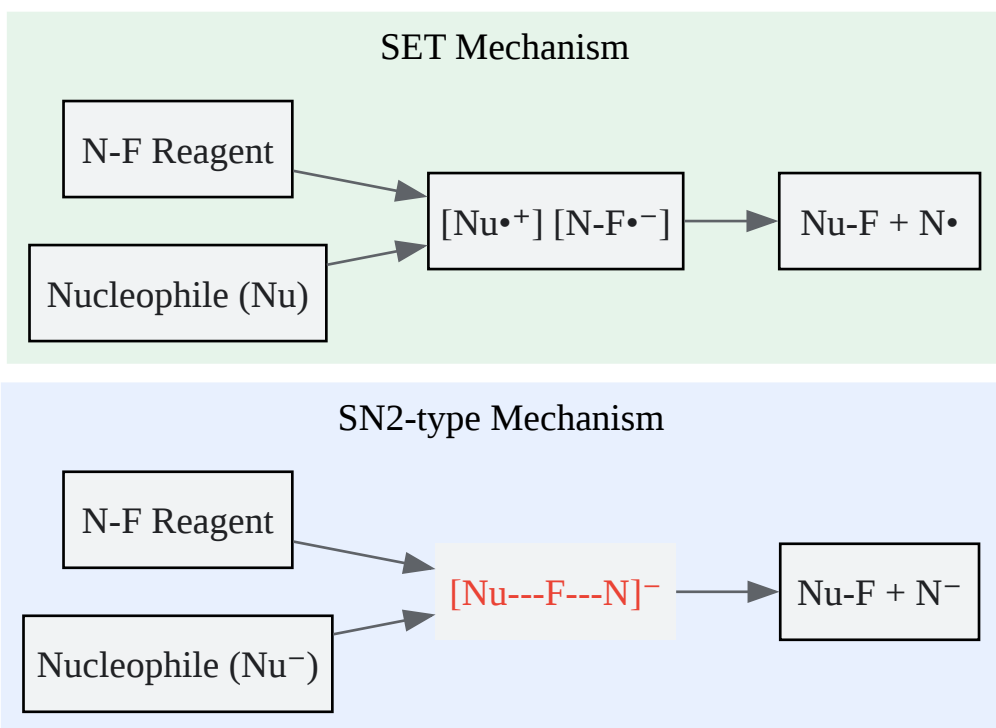 SET Mechanism
N-F Reagent
Nucleophile (Nu)
[Nu•⁺] [N-F•⁻]
Nu-F + N•
SN2-type Mechanism
N-F Reagent
Nucleophile (Nu⁻)
[Nu---F---N]⁻
Nu-F + N⁻